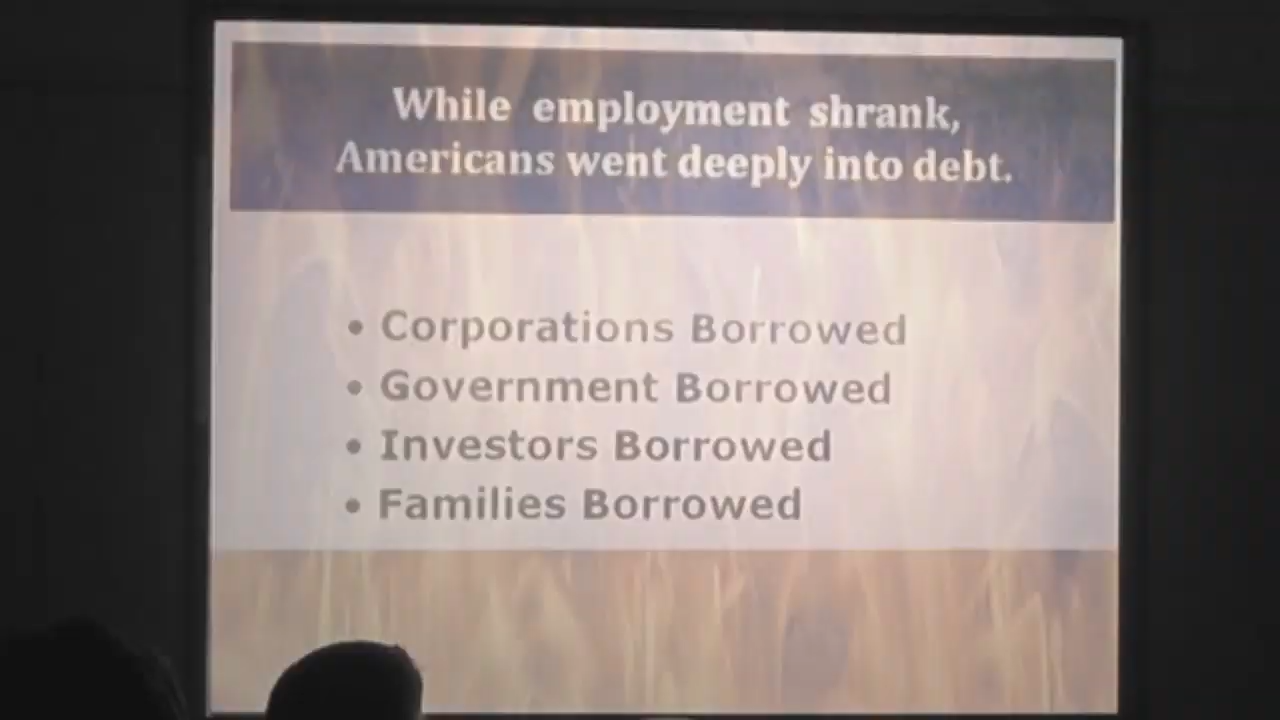 While employment shrank,
Americans went deeply into debt.
• Corporations Borrowed
• Government Borrowed
• Investors Borrowed
• Families Borrowed